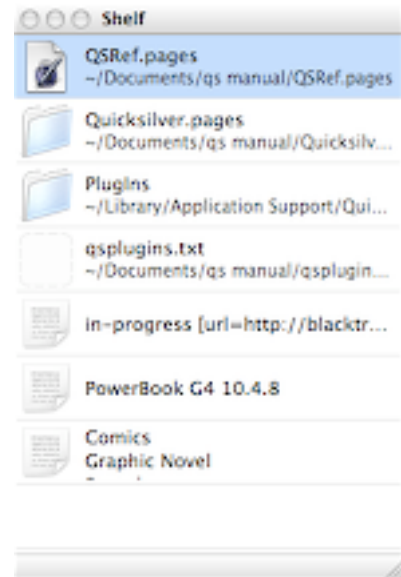 Shelf
QSRef.pages
~/Documents/qs manual/QSRef.pages
Quicksilver.pages
~/Documents/qs manual/Quicksilv...
PlugIns
~/Library/Application Support/Qui...
qsplugins.txt
~/Documents/qs manual/qsplugin...
in-progress [url=http://blacktr...
PowerBook G4 10.4.8
Comics
Graphic Novel